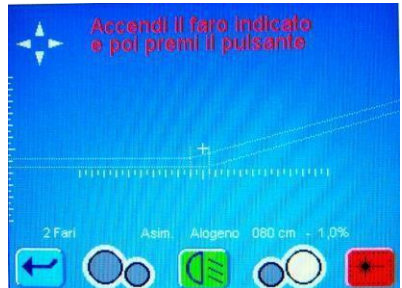 Accendi il faro indicato
e poi premi il pulsante
2 Fari Asim. Alogeno 080 cm - 1,0%